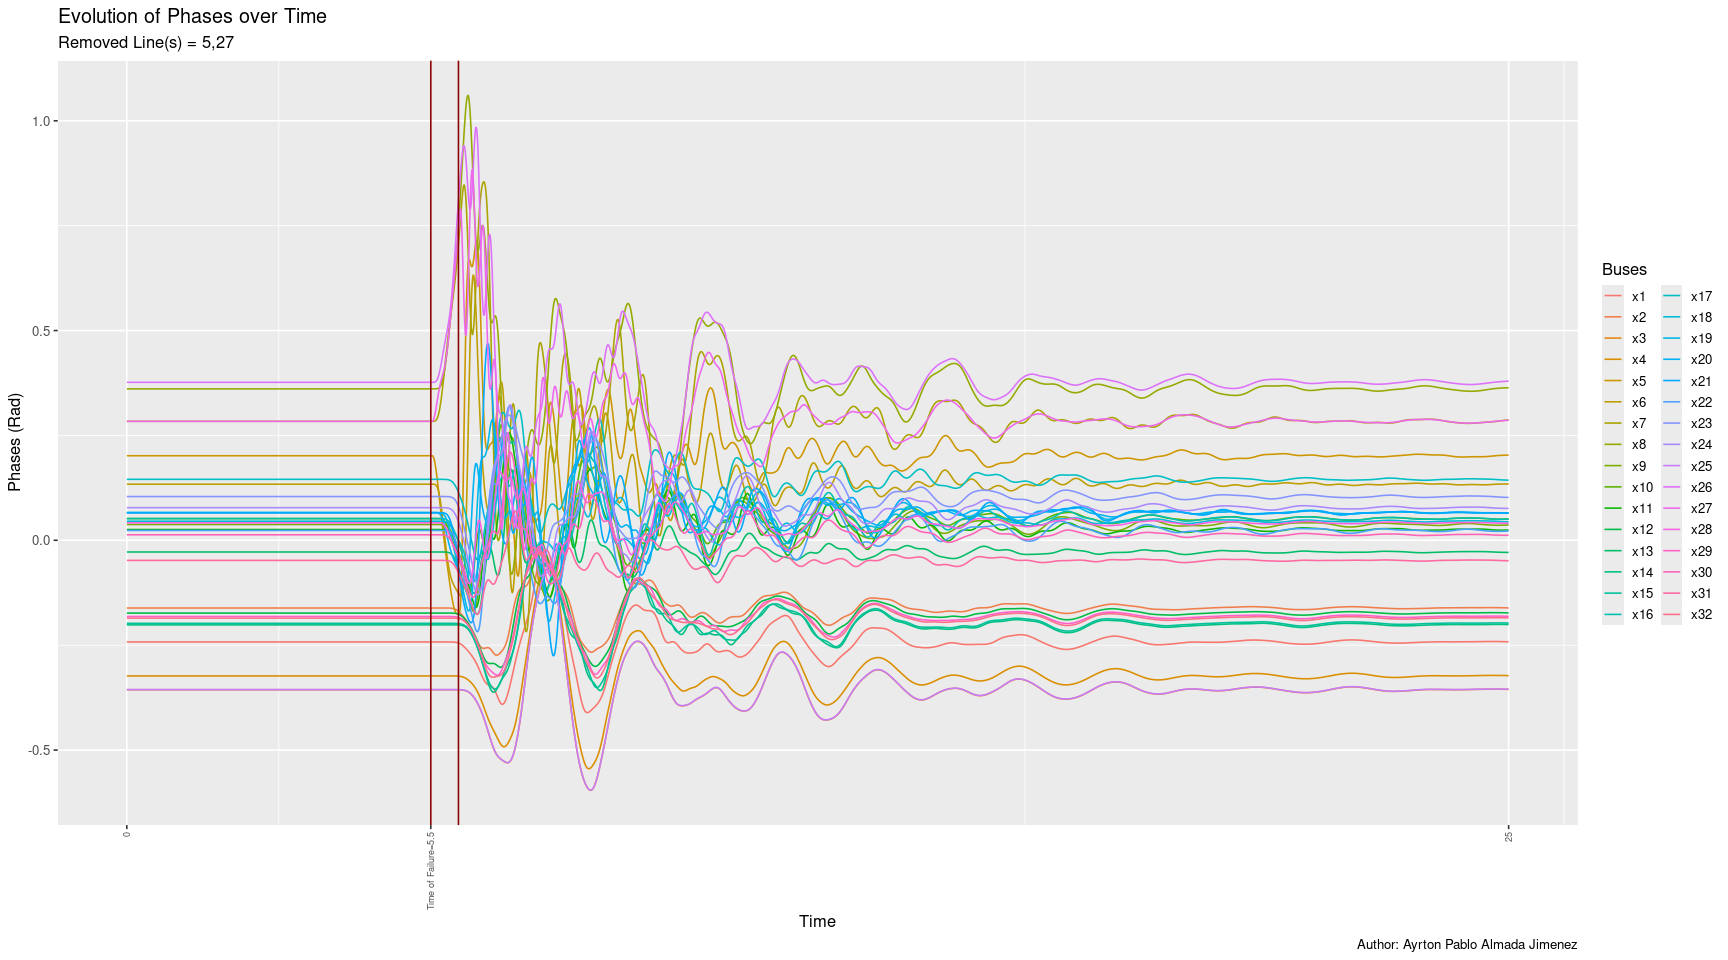 Evolution of Phases over Time
Removed Line(s) = 5,27
Phases (Rad)
1.0
0.5
0.0
-0.5
0
Time of Failure=5.5
25
Time
Buses
x1
x2
x3
x4
x5
x6
x7
x8
x9
x10
x11
x12
x13
x14
x15
x16
x17
x18
x19
x20
x21
x22
x23
x24
x25
x26
x27
x28
x29
x30
x31
x32
Author: Ayrton Pablo Almada Jimenez